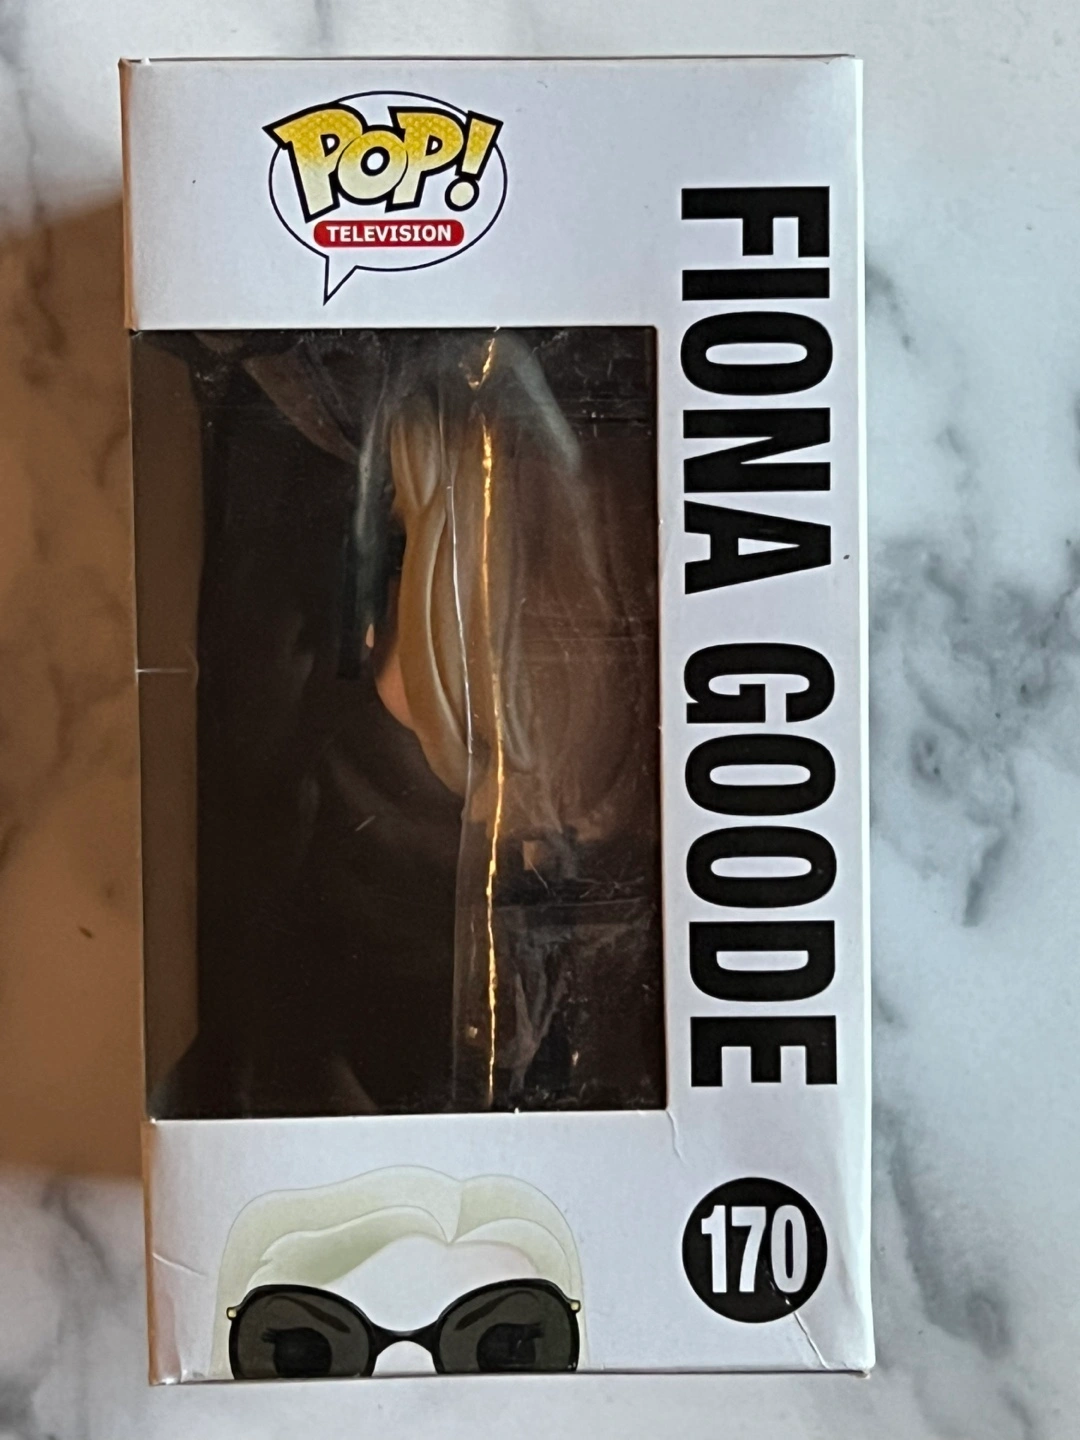 POP!
TELEVISION
FIONA GOODE
170